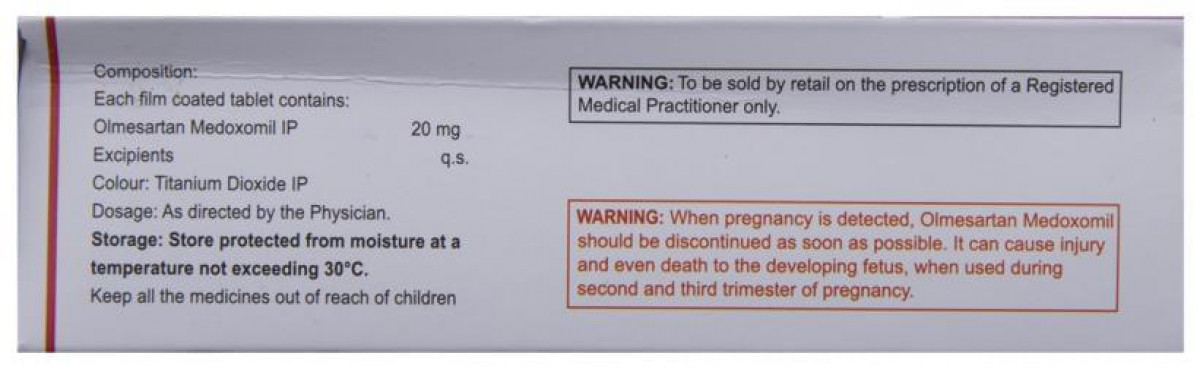 Composition:
Each film coated tablet contains:
Olmesartan Medoxomil IP 20 mg
Excipients q.s.
Colour: Titanium Dioxide IP
Dosage: As directed by the Physician.
Storage: Store protected from moisture at a
temperature not exceeding 30°C.
Keep all the medicines out of reach of children
WARNING: To be sold by retail on the prescription of a Registered
Medical Practitioner only.
WARNING: When pregnancy is detected, Olmesartan Medoxomil
should be discontinued as soon as possible. It can cause injury
and even death to the developing fetus, when used during
second and third trimester of pregnancy.